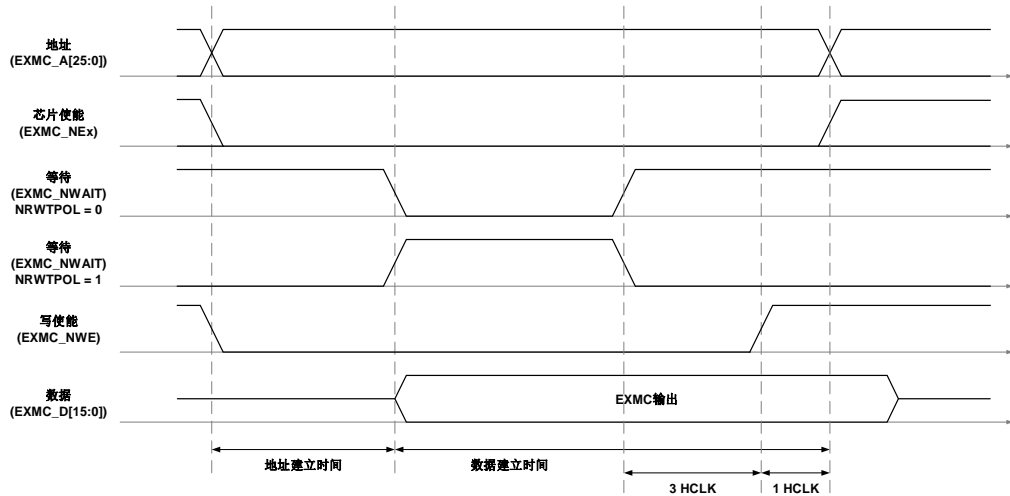 地址
(EXMC_A[25:0])
芯片使能
(EXMC_NEx)
等待
(EXMC_NWAIT)
NRWTPOL = 0
等待
(EXMC_NWAIT)
NRWTPOL = 1
写使能
(EXMC_NWE)
数据
(EXMC_D[15:0])
EXMC输出
地址建立时间
数据建立时间
3 HCLK
1 HCLK